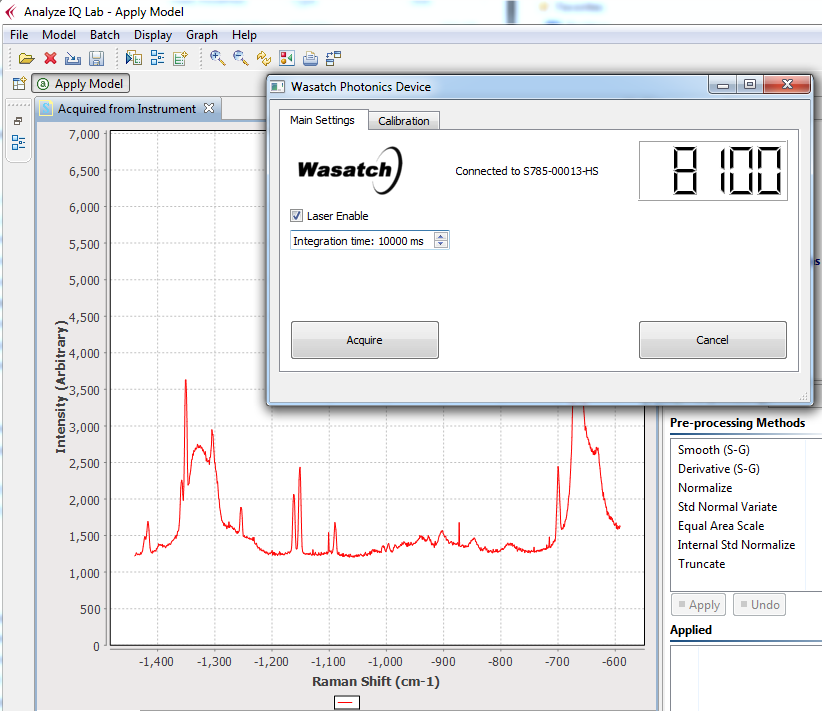 Analyze IQ Lab - Apply Model
File Model Batch Display Graph Help
Apply Model
Acquired from Instrument
Wasatch Photonics Device
Main Settings
Calibration
Wasatch
Connected to S785-00013-HS
8100
Laser Enable
Integration time: 10000 ms
Acquire
Cancel
7,000
6,500
6,000
5,500
5,000
4,500
4,000
3,500
3,000
2,500
2,000
1,500
1,000
500
0
Intensity (Arbitrary)
-1,400 -1,300 -1,200 -1,100 -1,000 -900 -800 -700 -600
Raman Shift (cm-1)
Pre-processing Methods
Smooth (S-G)
Derivative (S-G)
Normalize
Std Normal Variate
Equal Area Scale
Internal Std Normalize
Truncate
Apply
Undo
Applied